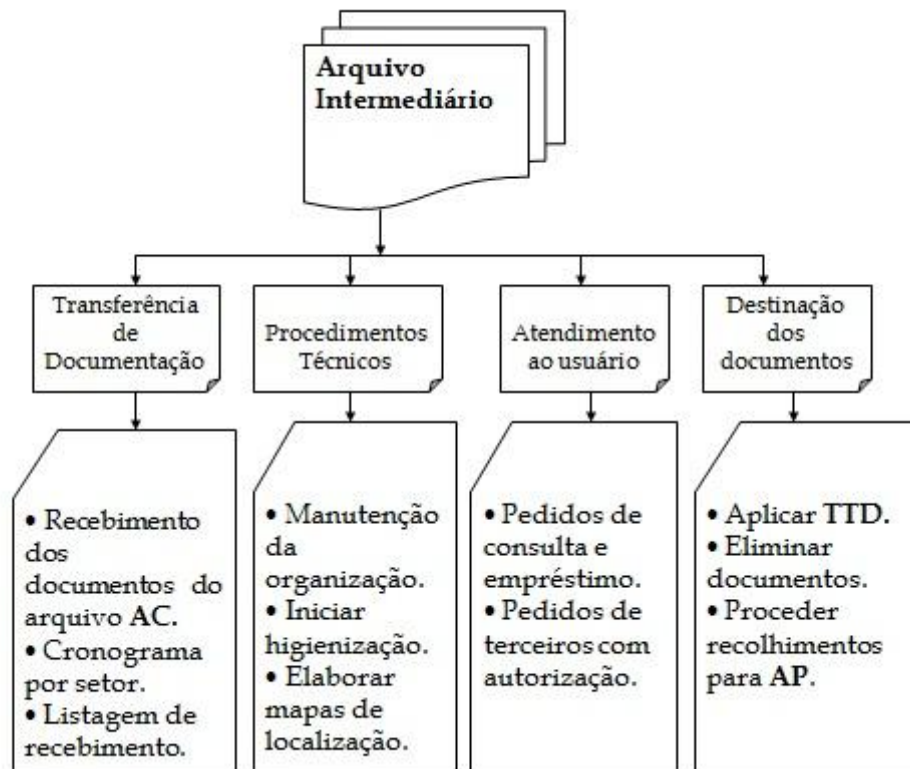 Arquivo
Intermediário
Transferência
de
Documentação
Procedimentos
Técnicos
Atendimento
ao usuário
Destinação
dos
documentos
• Recebimento
dos
documentos do
arquivo AC.
• Cronograma
por setor.
• Listagem de
recebimento.
• Manutenção
da
organização.
• Iniciar
higienização.
• Elaborar
mapas de
localização.
• Pedidos de
consulta e
empréstimo.
• Pedidos de
terceiros com
autorização.
• Aplicar TTD.
• Eliminar
documentos.
• Proceder
recolhimentos
para AP.